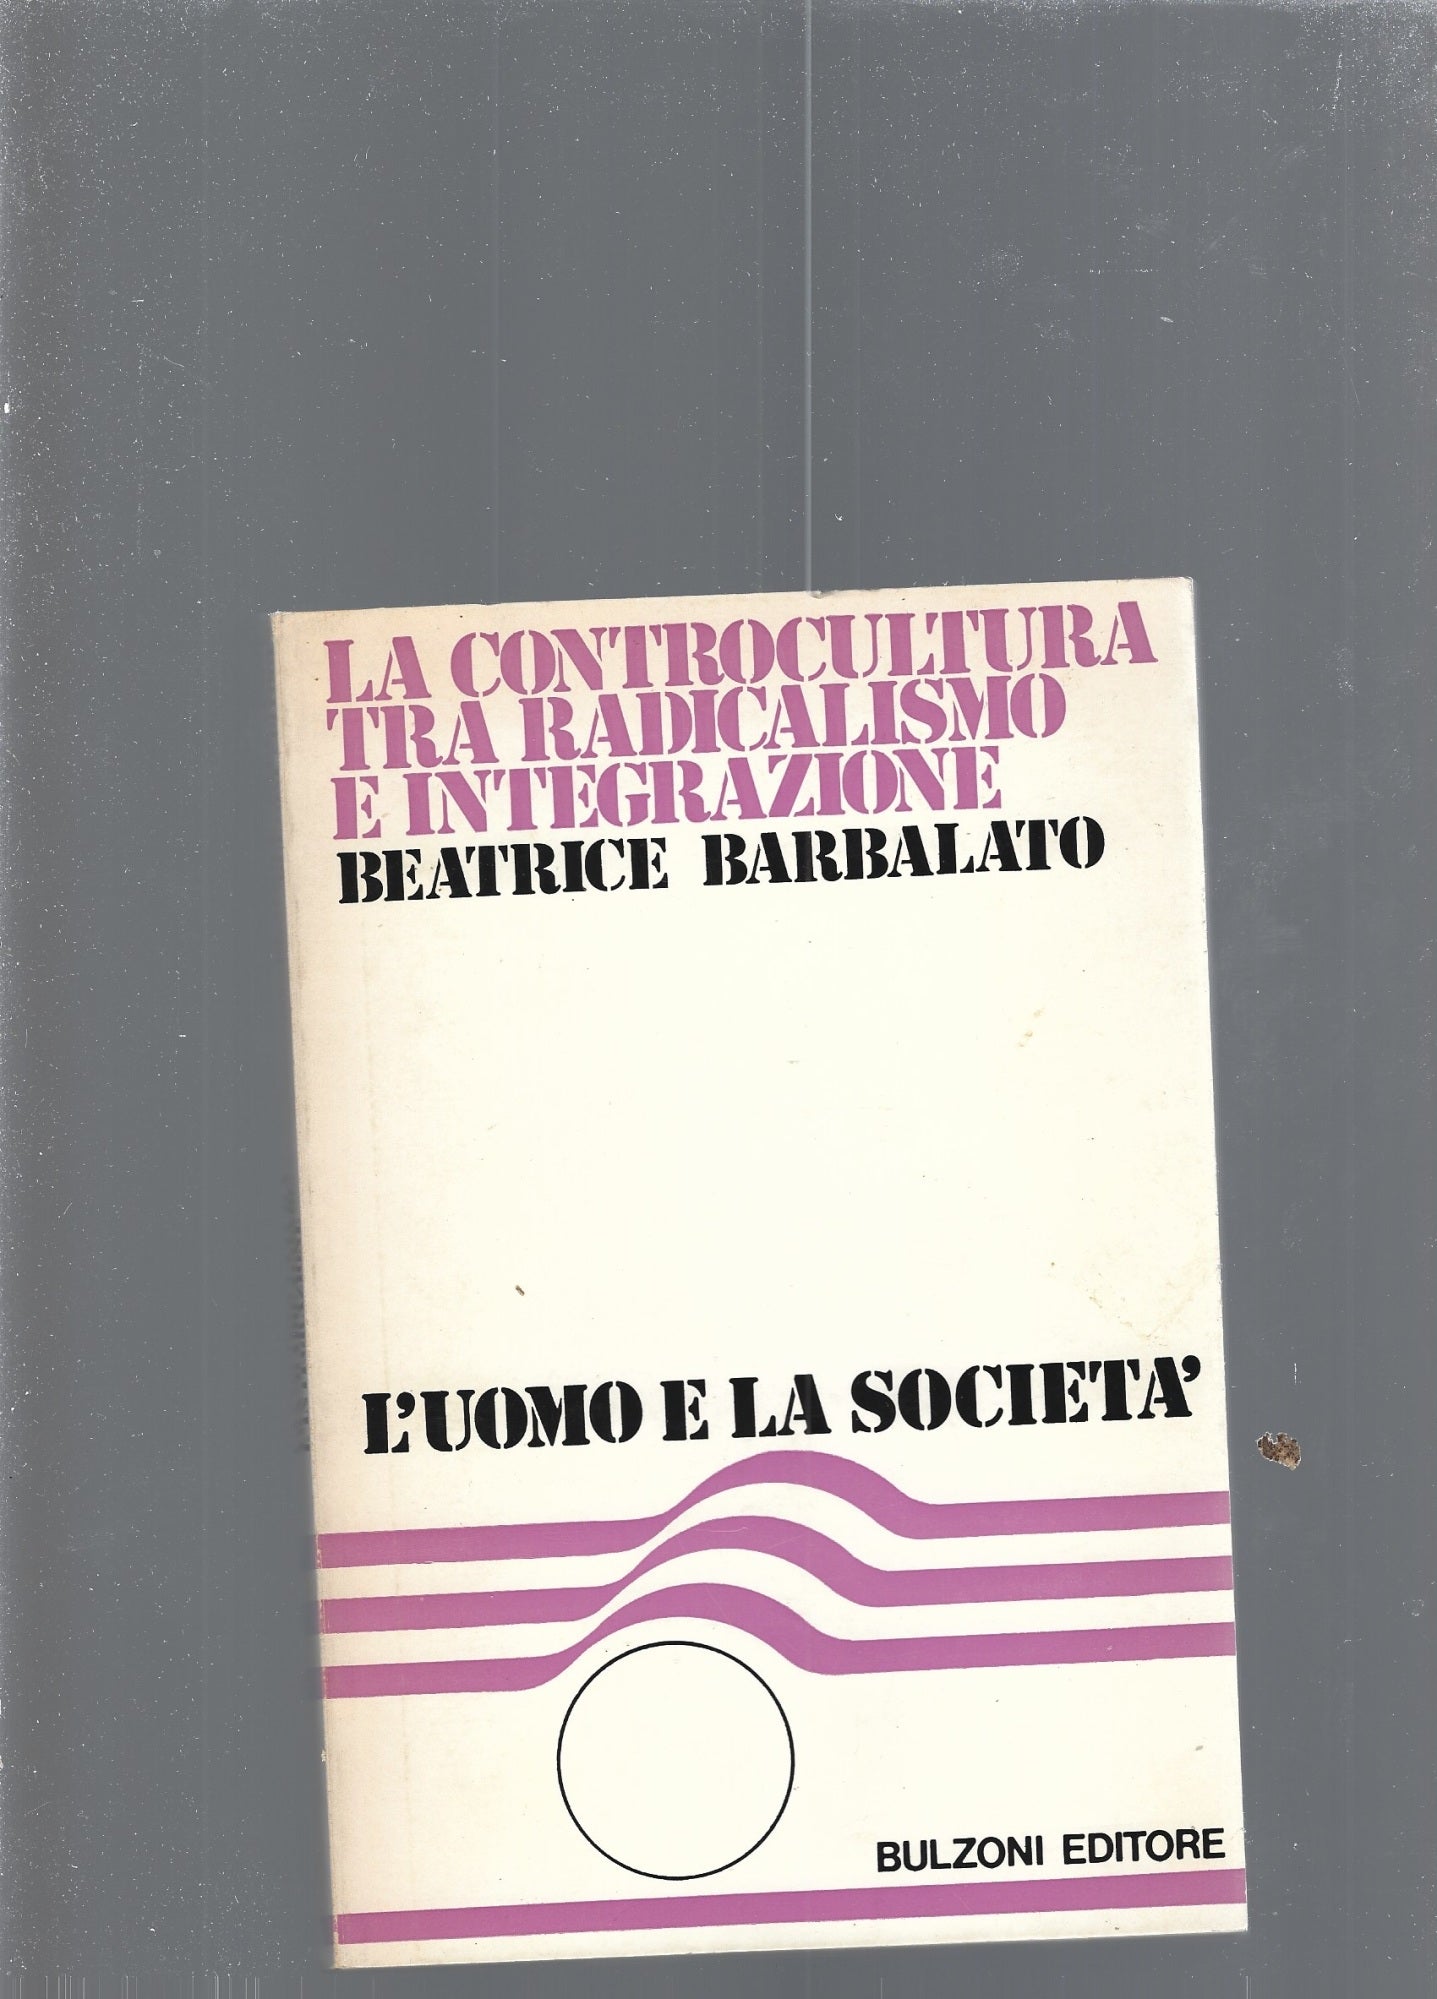 LA CONTROCULTURA
TRA RADICALISMO
E INTEGRAZIONE
BEATRICE BARBALATO
L'UOMO E LA SOCIETA'
BULZONI EDITORE